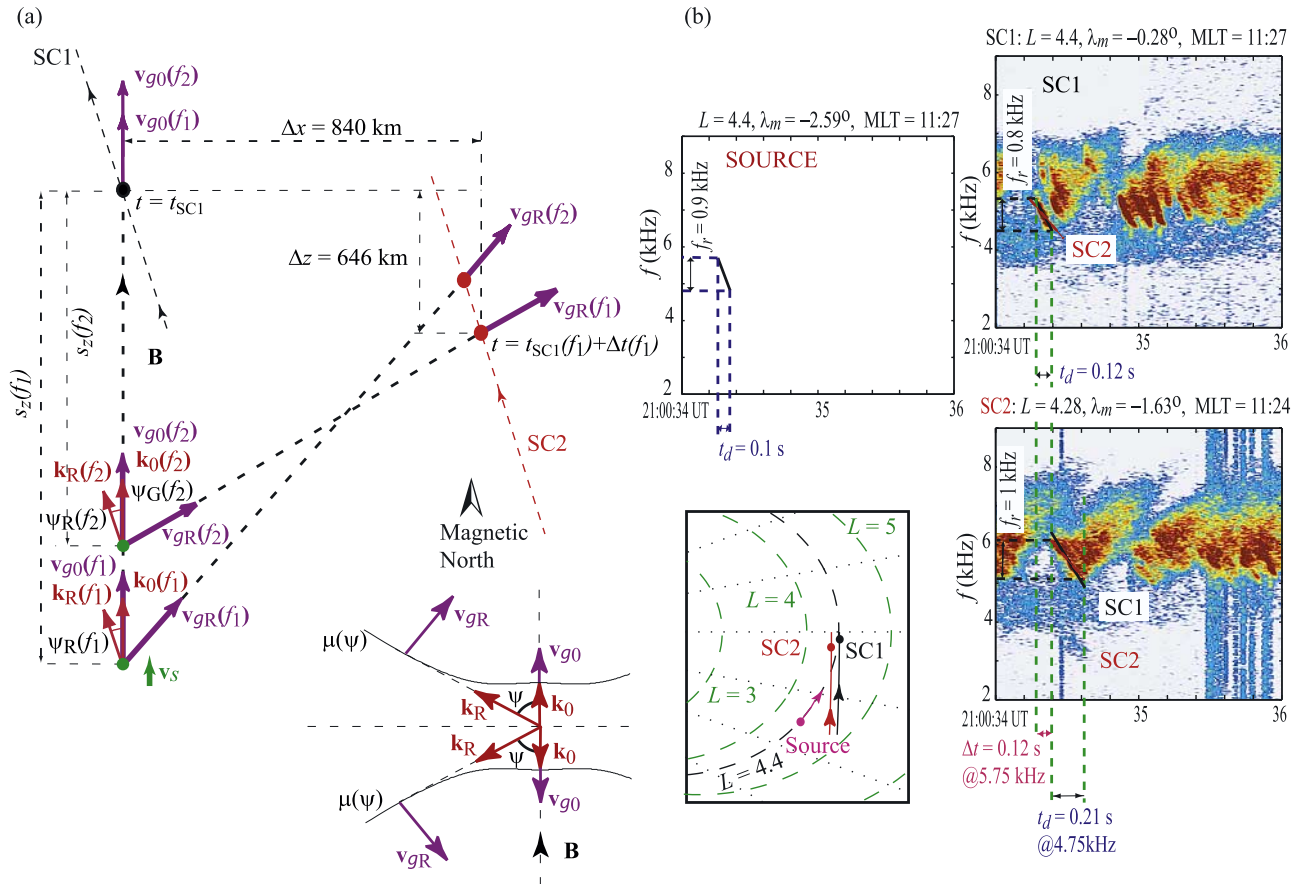 (a)
SC1
v_g0(f_2)
v_g0(f_1)
Δx = 840 km
t = t_SC1
Δz = 646 km
v_gR(f_2)
v_gR(f_1)
t = t_SC1(f_1)+Δt(f_1)
B
s_z(f_2)
s_z(f_1)
SC2
v_g0(f_2)
k_R(f_2)
k_0(f_2)
ψ_G(f_2)
ψ_R(f_2)
v_gR(f_2)
v_g0(f_1)
k_R(f_1)
k_0(f_1)
v_gR(f_1)
ψ_R(f_1)
v_S
Magnetic
North
v_gR
v_g0
μ(ψ)
ψ
k_R
k_0
k_R
ψ
k_0
μ(ψ)
v_g0
v_gR
B
(b)
L = 4.4, λ_m = −2.59º, MLT = 11:27
SOURCE
f_r = 0.9 kHz
f (kHz)
8
6
4
2
21:00:34 UT
35
36
t_d = 0.1 s
L = 5
L = 4
SC2
SC1
L = 3
Source
L = 4.4
SC1: L = 4.4, λ_m = −0.28º, MLT = 11:27
SC1
f_r = 0.8 kHz
f (kHz)
8
6
4
2
SC2
21:00:34 UT
35
36
t_d = 0.12 s
SC2: L = 4.28, λ_m = −1.63º, MLT = 11:24
f_r = 1 kHz
f (kHz)
8
6
4
2
SC1
SC2
21:00:34 UT
35
36
Δt = 0.12 s
@5.75 kHz
t_d = 0.21 s
@4.75kHz